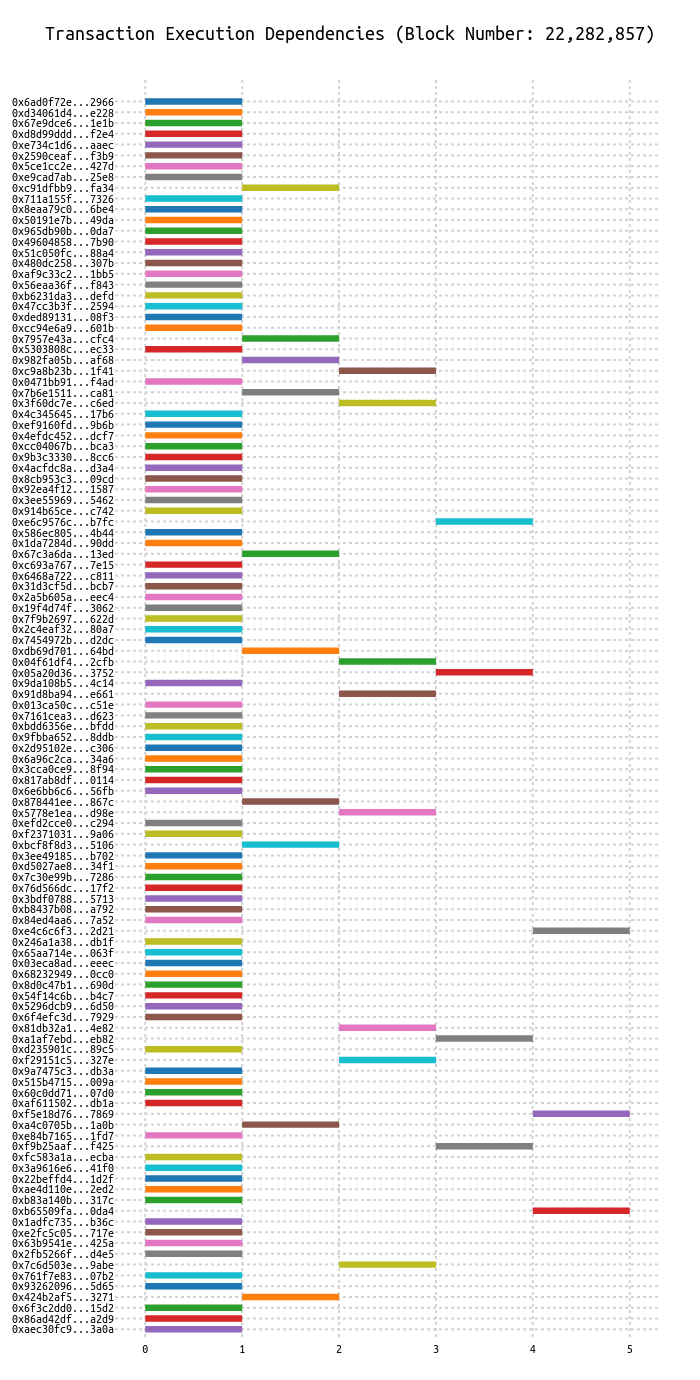 Transaction Execution Dependencies (Block Number: 22,282,857)
0x6ad0f72e...2966
0xd34061d4...e228
0x67e9dce6...1e1b
0xd8d99ddd...f2e4
0xe734c1d6...aaec
0x2590ceaf...f3b9
0x5ce1cc2e...427d
0xe9cad7ab...25e8
0xc91dfbb9...fa34
0x711a155f...7326
0x8eaa79c0...6be4
0x50191e7b...49da
0x965db90b...0da7
0x49604858...7b90
0x51c050fc...88a4
0x480dc258...307b
0xaf9c33c2...1bb5
0x56eaa36f...f843
0xb6231da3...defd
0x47cc3b3f...2594
0xded89131...08f3
0xcc94e6a9...601b
0x7957e43a...cfc4
0x5303808c...ec33
0x982fa05b...af68
0xc9a8b23b...1f41
0x0471bb91...f4ad
0x7b6e1511...ca81
0x3f60dc7e...c6ed
0x4c345645...17b6
0xef9160fd...9b6b
0x4efdc452...dcf7
0xcc04067b...bca3
0x9b3c3330...8cc6
0x4acfdc8a...d3a4
0x8cb953c3...09cd
0x92ea4f12...1587
0x3ee55969...5462
0x914b65ce...c742
0xe6c9576c...b7fc
0x586ec805...4b44
0x1da7284d...90dd
0x67c3a6da...13ed
0xc693a767...7e15
0x6468a722...c811
0x31d3cf5d...bcb7
0x2a5b605a...eec4
0x19f4d74f...3062
0x7f9b2697...622d
0x2c4eaf32...80a7
0x7454972b...d2dc
0xdb69d701...64bd
0x04f61df4...2cfb
0x05a20d36...3752
0x9da108b5...4c14
0x91d8ba94...e661
0x013ca50c...c51e
0x7161cea3...d623
0xbdd6356e...bfdd
0x9fbba652...8ddb
0x2d95102e...c306
0x6a96c2ca...34a6
0x3cca0ce9...8f94
0x817ab8df...0114
0x6e6bb6c6...56fb
0x878441ee...867c
0x5778e1ea...d98e
0xefd2cce0...c294
0xf2371031...9a06
0xbcf8f8d3...5106
0x3ee49185...b702
0xd5027ae8...34f1
0x7c30e99b...7286
0x76d566dc...17f2
0x3bdf0788...5713
0xb8437b08...a792
0x84ed4aa6...7a52
0xe4c6c6f3...2d21
0x246a1a38...db1f
0x65aa714e...063f
0x03eca8ad...eeec
0x68232949...0cc0
0x8d0c47b1...690d
0x54f14c6b...b4c7
0x5296dcb9...6d50
0x6f4efc3d...7929
0x81db32a1...4e82
0xa1af7ebd...eb82
0xd235901c...89c5
0xf29151c5...327e
0x9a7475c3...db3a
0x515b4715...009a
0x60c0dd71...07d0
0xaf611502...db1a
0xf5e18d76...7869
0xa4c0705b...1a0b
0xe84b7165...1fd7
0xf9b25aaf...f425
0xfc583a1a...ecba
0x3a9616e6...41f0
0x22beffd4...1d2f
0xae4d110e...2ed2
0xb83a140b...317c
0xb65509fa...0da4
0x1adfc735...b36c
0xe2fc5c05...717e
0x63b9541e...425a
0x2fb5266f...d4e5
0x7c6d503e...9abe
0x761f7e83...07b2
0x93262096...5d65
0x424b2af5...3271
0x6f3c2dd0...15d2
0x86ad42df...a2d9
0xaec30fc9...3a0a
0 1 2 3 4 5